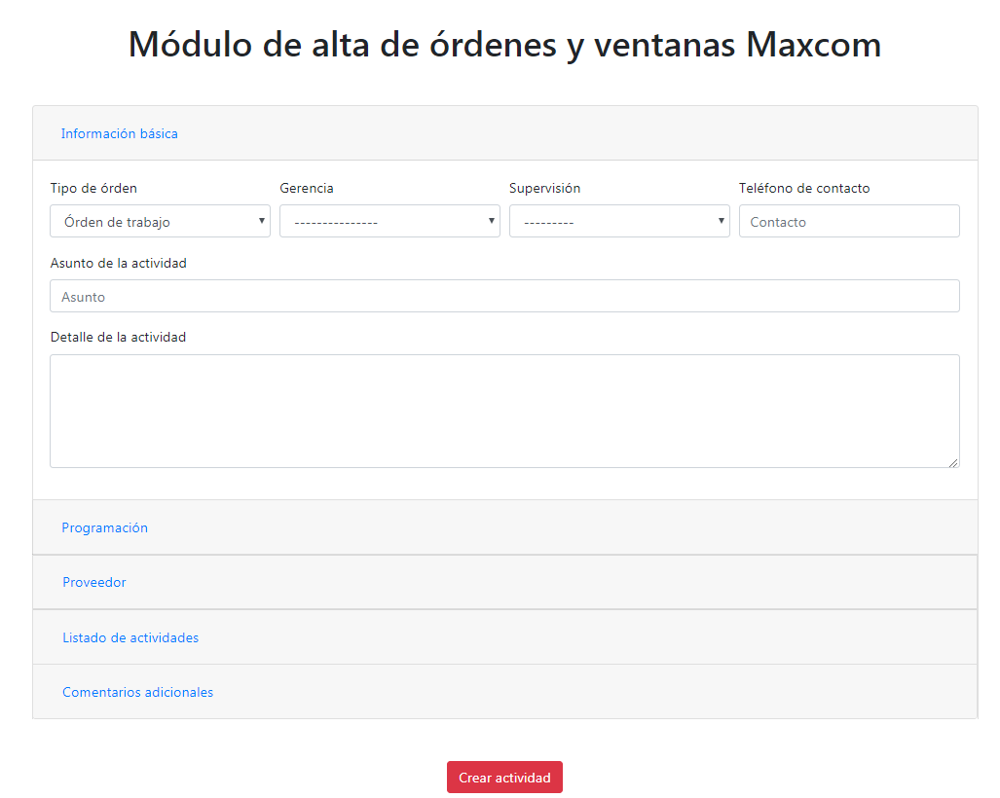 Módulo de alta de órdenes y ventanas Maxcom
Información básica
Tipo de órden Gerencia Supervisión Teléfono de contacto
Órden de trabajo --------------- --------- Contacto
Asunto de la actividad
Asunto
Detalle de la actividad
Programación
Proveedor
Listado de actividades
Comentarios adicionales
Crear actividad